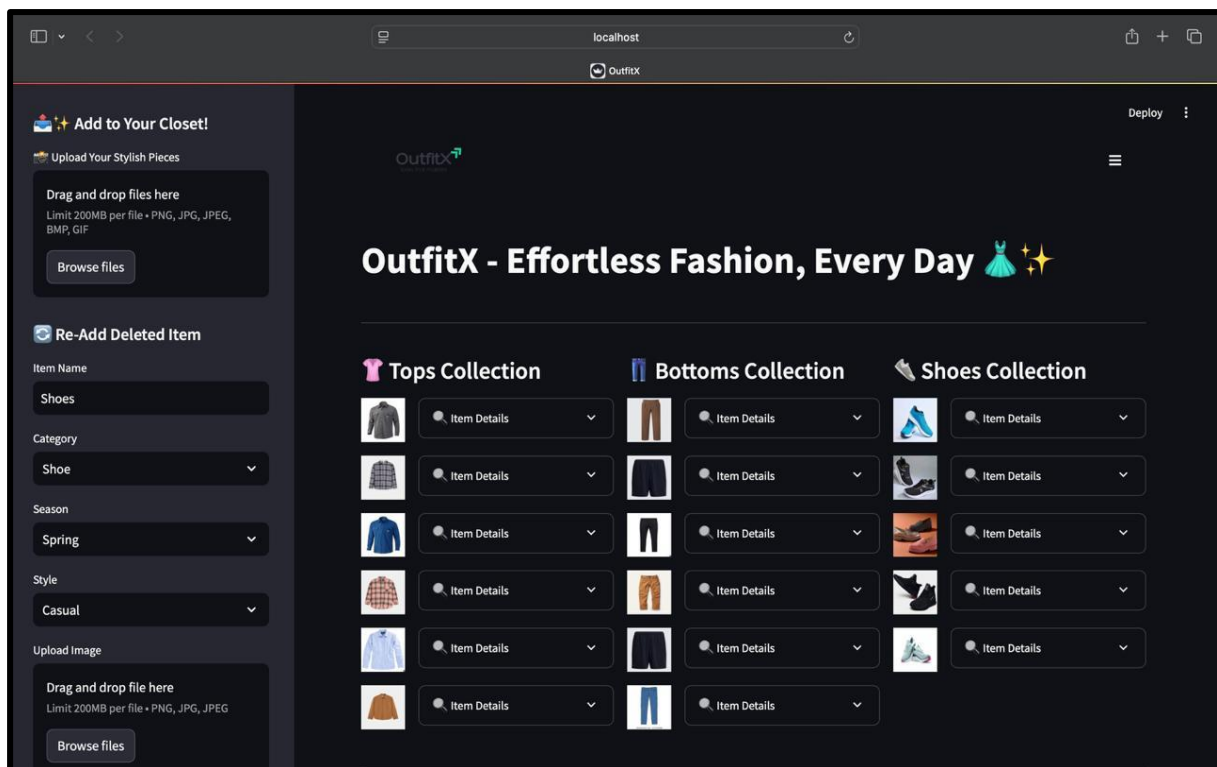 localhost
OutfitX
Add to Your Closet!
Upload Your Stylish Pieces
Drag and drop files here
Limit 200MB per file • PNG, JPG, JPEG,
BMP, GIF
Browse files
Re-Add Deleted Item
Item Name
Shoes
Category
Shoe
Season
Spring
Style
Casual
Upload Image
Drag and drop file here
Limit 200MB per file • PNG, JPG, JPEG
Browse files
Deploy
OutfitX
OutfitX - Effortless Fashion, Every Day
Tops Collection
Item Details
Item Details
Item Details
Item Details
Item Details
Item Details
Bottoms Collection
Item Details
Item Details
Item Details
Item Details
Item Details
Item Details
Shoes Collection
Item Details
Item Details
Item Details
Item Details
Item Details